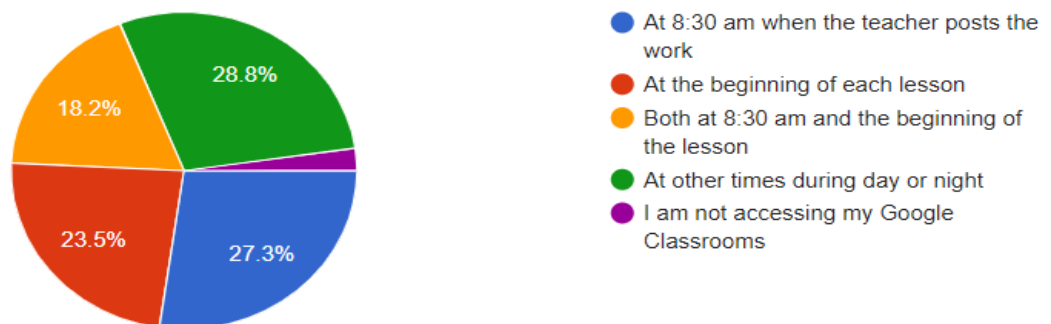 28.8%
18.2%
23.5%
27.3%
At 8:30 am when the teacher posts the
work
At the beginning of each lesson
Both at 8:30 am and the beginning of
the lesson
At other times during day or night
I am not accessing my Google
Classrooms